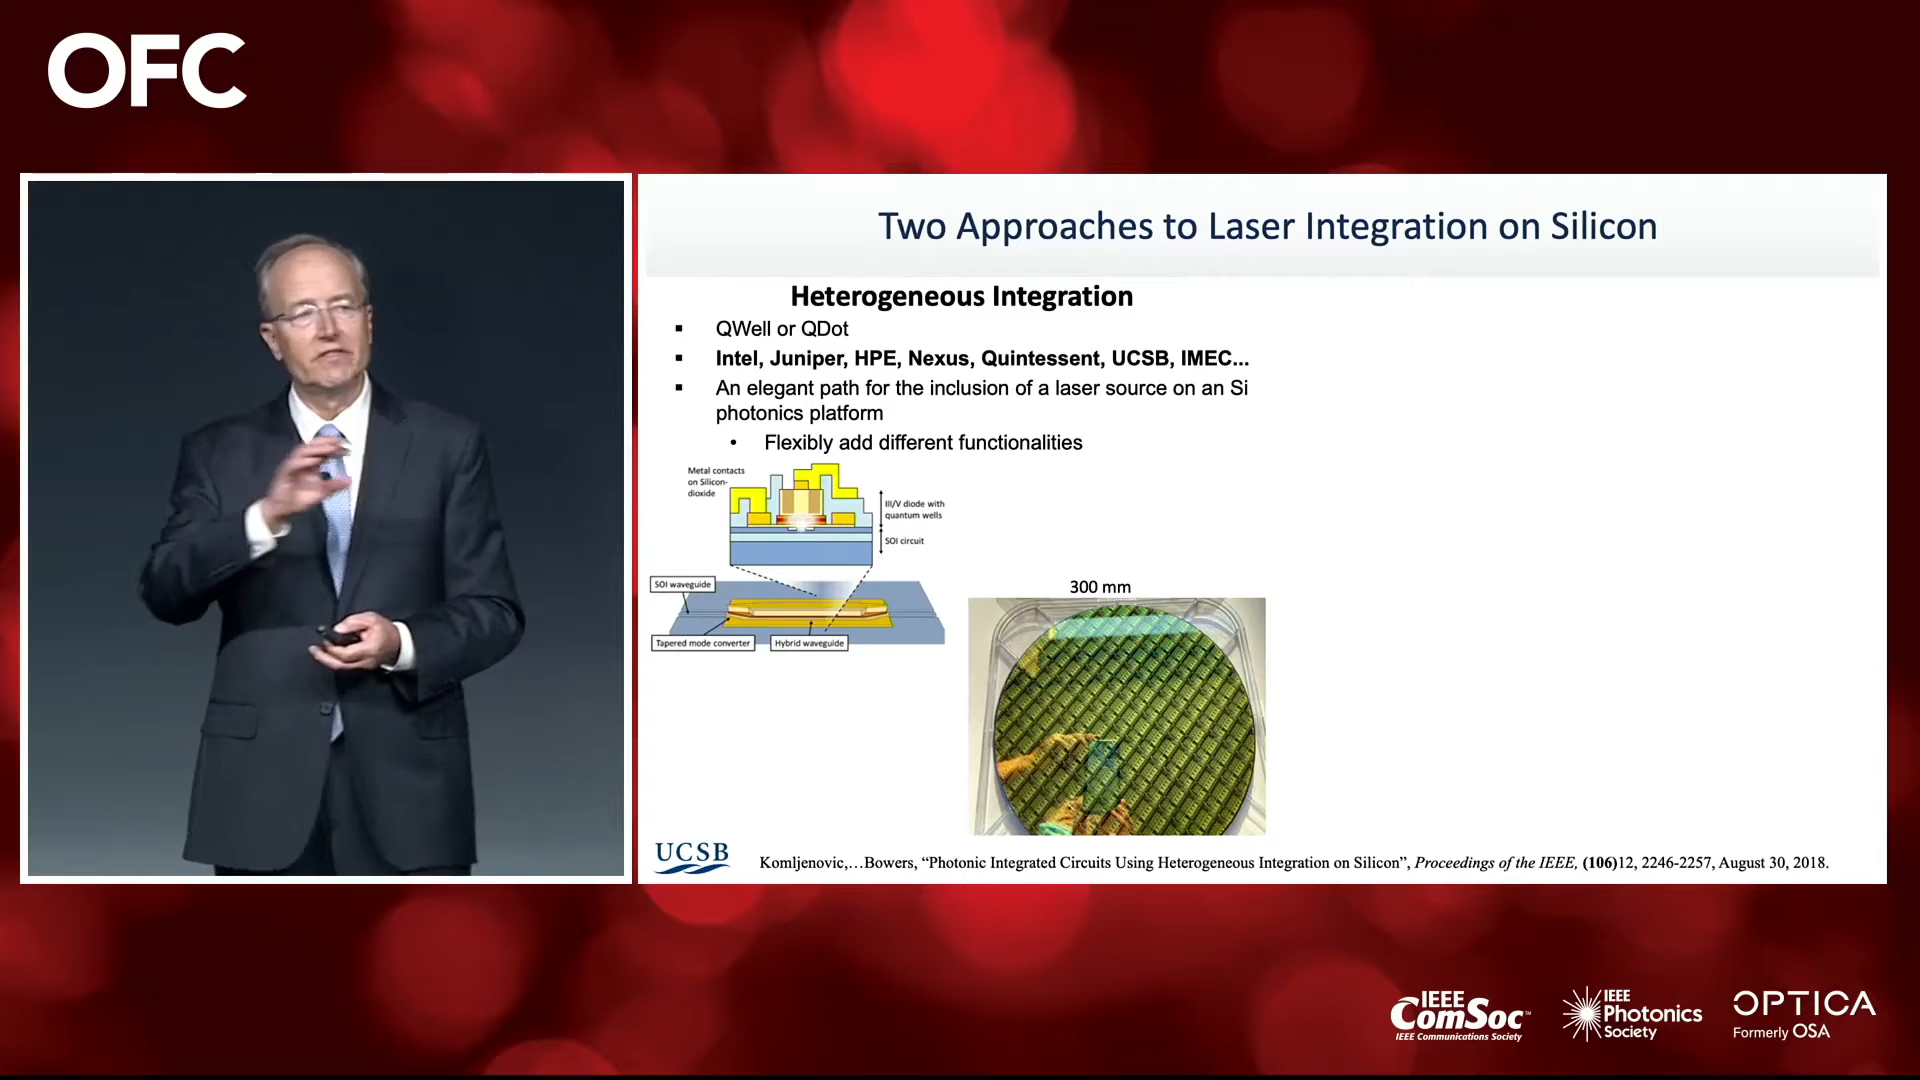 OFC
Two Approaches to Laser Integration on Silicon
Heterogeneous Integration
▪ QWell or QDot
▪ Intel, Juniper, HPE, Nexus, Quintessent, UCSB, IMEC...
▪ An elegant path for the inclusion of a laser source on an Si
photonics platform
• Flexibly add different functionalities
Metal contacts
on Silicon-
dioxide
III/V diode with
quantum wells
SOI circuit
SOI waveguide
Tapered mode converter
Hybrid waveguide
300 mm
UCSB
Komljenovic,…Bowers, “Photonic Integrated Circuits Using Heterogeneous Integration on Silicon”, Proceedings of the IEEE, (106)12, 2246-2257, August 30, 2018.
IEEE
ComSoc™
IEEE Communications Society
IEEE
Photonics
Society
OPTICA
Formerly OSA